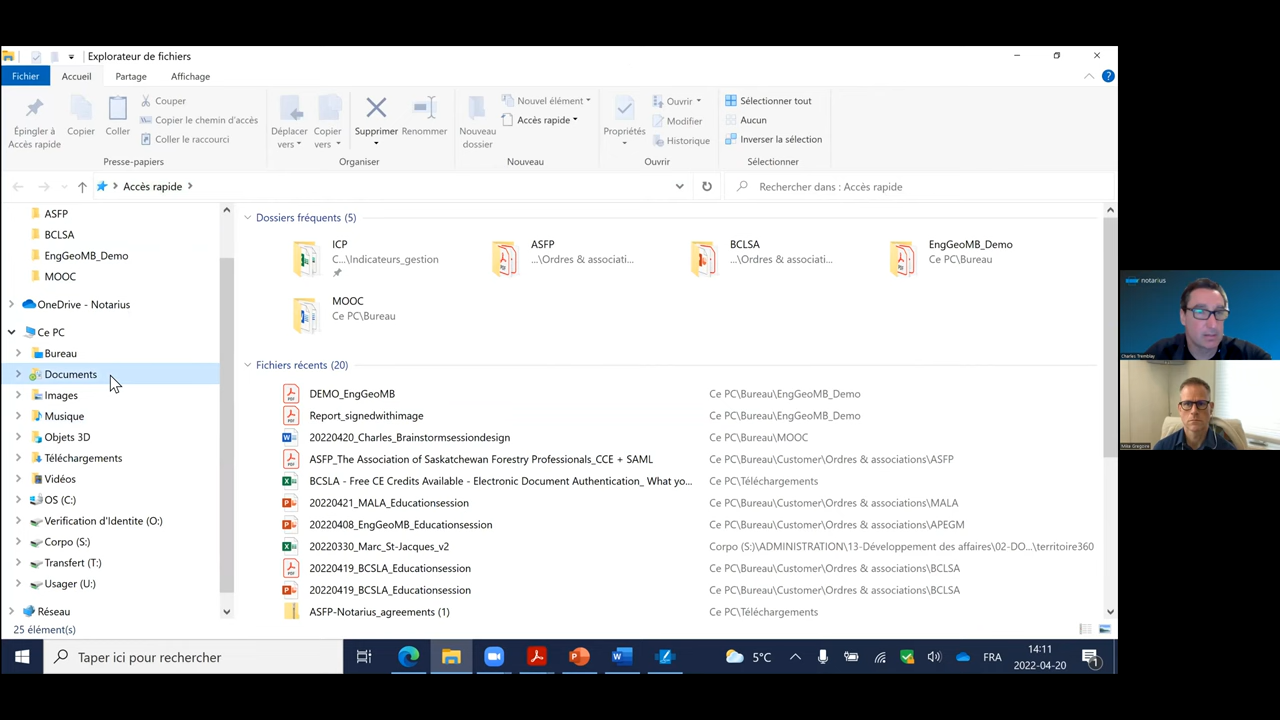 Explorateur de fichiers
Fichier Accueil Partage Affichage
Épingler à Accès rapide
Copier
Coller
Couper
Copier le chemin d'accès
Coller le raccourci
Presse-papiers
Déplacer vers
Copier vers
Supprimer
Renommer
Organiser
Nouveau dossier
Nouvel élément
Accès rapide
Nouveau
Propriétés
Ouvrir
Modifier
Historique
Ouvrir
Sélectionner tout
Aucun
Inverser la sélection
Sélectionner
Accès rapide
Rechercher dans : Accès rapide
ASFP
BCLSA
EngGeoMB_Demo
MOOC
OneDrive - Notarius
Ce PC
Bureau
Documents
Images
Musique
Objets 3D
Téléchargements
Vidéos
OS (C:)
Verification d'Identite (O:)
Corpo (S:)
Transfert (T:)
Usager (U:)
Réseau
25 élément(s)
Dossiers fréquents (5)
ICP
C...\Indicateurs_gestion
ASFP
...\Ordres & associati...
BCLSA
...\Ordres & associati...
EngGeoMB_Demo
Ce PC\Bureau
MOOC
Ce PC\Bureau
Fichiers récents (20)
DEMO_EngGeoMB Ce PC\Bureau\EngGeoMB_Demo
Report_signedwithimage Ce PC\Bureau\EngGeoMB_Demo
20220420_Charles_Brainstormsessiondesign Ce PC\Bureau\MOOC
ASFP_The Association of Saskatchewan Forestry Professionals_CCE + SAML Ce PC\Bureau\Customer\Ordres & associations\ASFP
BCSLA - Free CE Credits Available - Electronic Document Authentication_ What yo... Ce PC\Téléchargements
20220421_MALA_Educationsession Ce PC\Bureau\Customer\Ordres & associations\MALA
20220408_EngGeoMB_Educationsession Ce PC\Bureau\Customer\Ordres & associations\APEGM
20220330_Marc_St-Jacques_v2 Corpo (S:)\ADMINISTRATION\13-Développement des affaires\02-DO...\territoire360
20220419_BCSLA_Educationsession Ce PC\Bureau\Customer\Ordres & associations\BCLSA
20220419_BCSLA_Educationsession Ce PC\Bureau\Customer\Ordres & associations\BCLSA
ASFP-Notarius_agreements (1) Ce PC\Téléchargements
Taper ici pour rechercher
5°C
FRA
14:11
2022-04-20
1
notarius
Charles Tremblay
Mike Gregoire